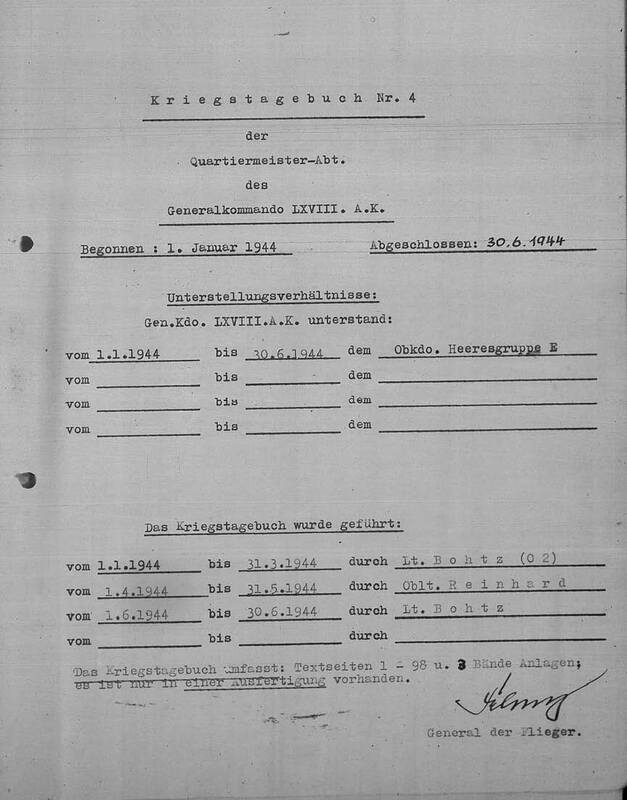 K r i e g s t a g e b u c h Nr. 4
der
Quartiermeister-Abt.
des
Generalkommando LXVIII. A.K.
Begonnen : 1. Januar 1944 Abgeschlossen: 30.6.1944
Unterstellungsverhältnisse:
Gen.Kdo. LXVIII.A.K. unterstand:
vom 1.1.1944 bis 30.6.1944 dem Obkdo. Heeresgruppe E
vom bis dem
vom bis dem
vom bis dem
Das Kriegstagebuch wurde geführt:
vom 1.1.1944 bis 31.3.1944 durch Lt. B o h t z (O 2)
vom 1.4.1944 bis 31.5.1944 durch Oblt. R e i n h a r d
vom 1.6.1944 bis 30.6.1944 durch Lt. B o h t z
vom bis durch
Das Kriegstagebuch umfasst: Textseiten 1 - 98 u. 3 Bände Anlagen;
es ist nur in einer Ausfertigung vorhanden.
General der Flieger.